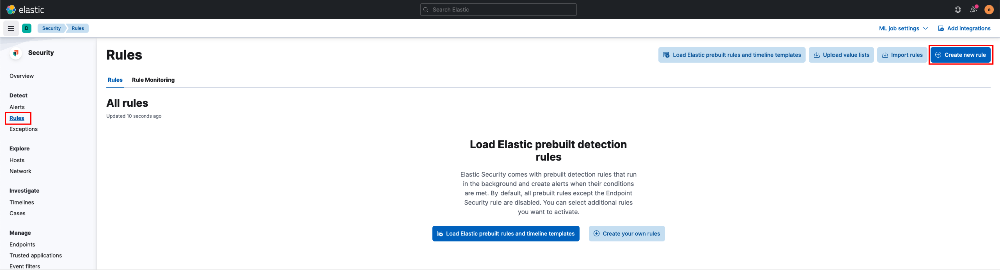 elastic
Search Elastic
e
D
Security
Rules
ML job settings
Add integrations
Security
Overview
Detect
Alerts
Rules
Exceptions
Explore
Hosts
Network
Investigate
Timelines
Cases
Manage
Endpoints
Trusted applications
Event filters
Rules
Load Elastic prebuilt rules and timeline templates
Upload value lists
Import rules
Create new rule
Rules
Rule Monitoring
All rules
Updated 10 seconds ago
Load Elastic prebuilt detection
rules
Elastic Security comes with prebuilt detection rules that run
in the background and create alerts when their conditions
are met. By default, all prebuilt rules except the Endpoint
Security rule are disabled. You can select additional rules
you want to activate.
Load Elastic prebuilt rules and timeline templates
Create your own rules